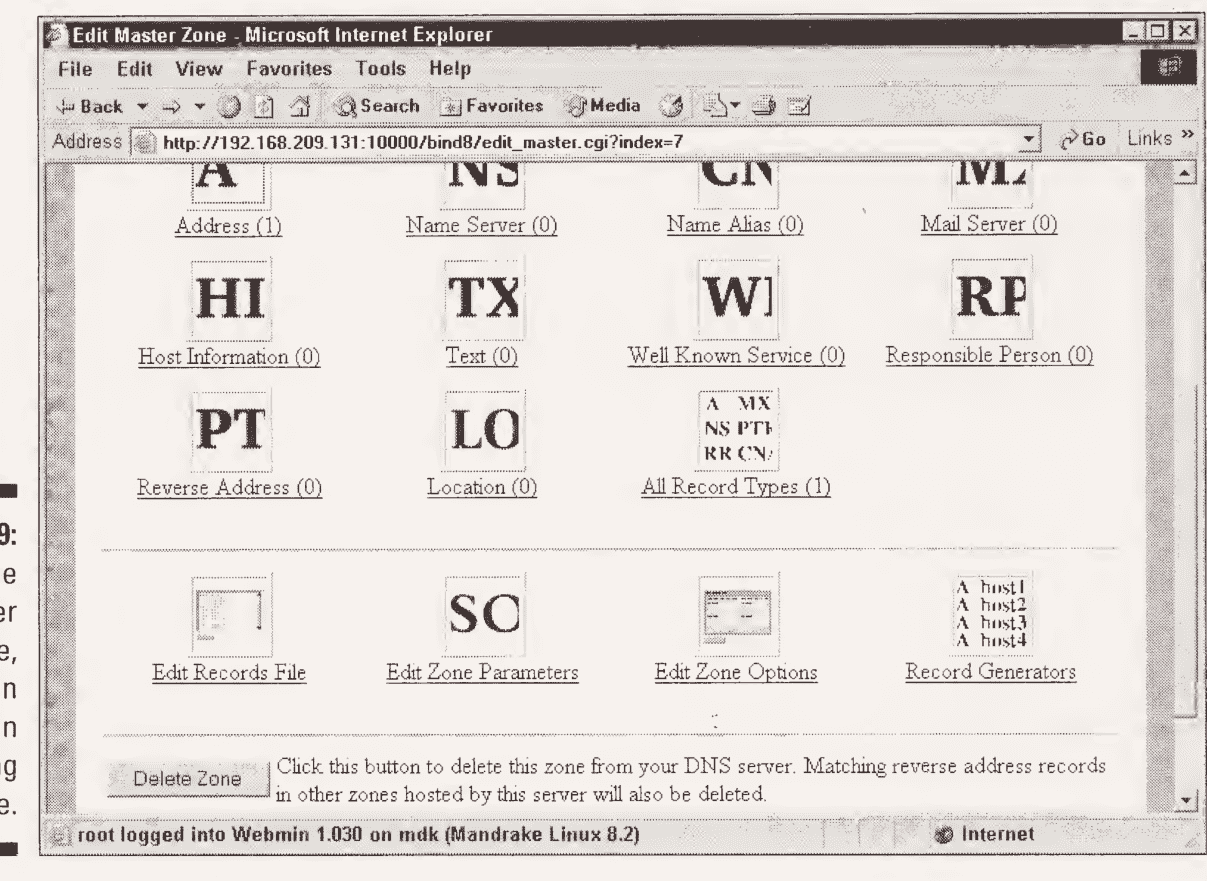 Edit Master Zone - Microsoft Internet Explorer
File Edit View Favorites Tools Help
Back Search Favorites Media
Address http://192.168.209.131:10000/bind8/edit_master.cgi?index=7 Go Links »
A NS CN
Address (1) Name Server (0) Name Alias (0) Mail Server (0)
HI TX W RP
Host Information (0) Text (0) Well Known Service (0) Responsible Person (0)
PT LO A MX
NS PT
RR CN
Reverse Address (0) Location (0) All Record Types (1)
9:
e
er
e,
n
n
g
e.
SO A host1
A host2
A host3
A host4
Edit Records File Edit Zone Parameters Edit Zone Options Record Generators
Delete Zone Click this button to delete this zone from your DNS server. Matching reverse address records
in other zones hosted by this server will also be deleted.
root logged into Webmin 1.030 on mdk (Mandrake Linux 8.2) Internet